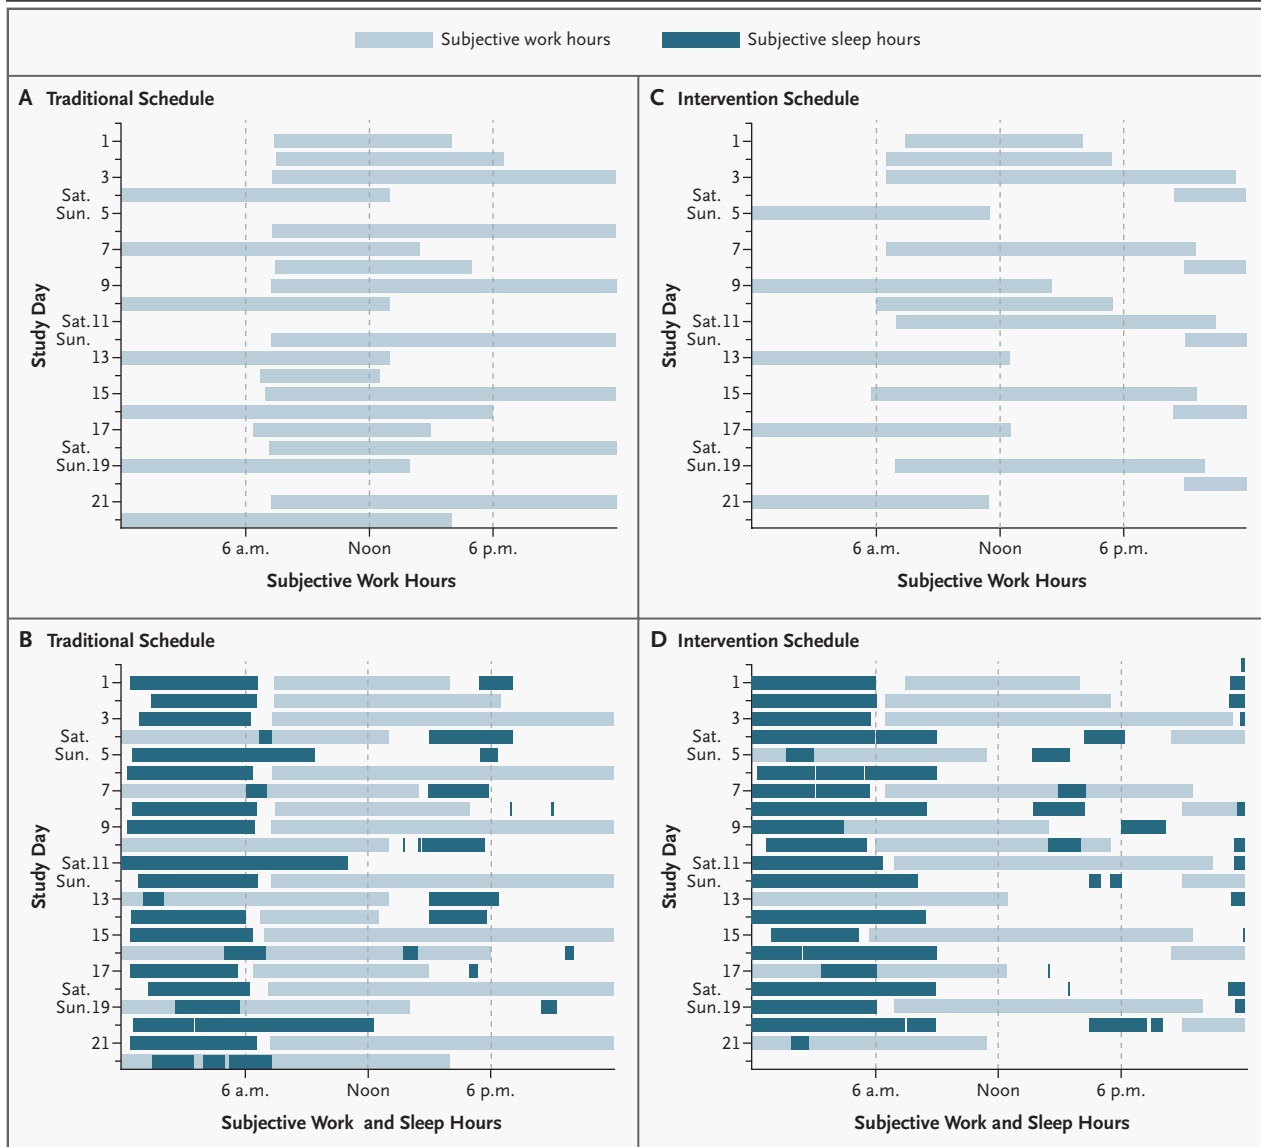 Subjective work hours
Subjective sleep hours
A Traditional Schedule
Study Day
1
3
Sat.
Sun. 5
7
9
Sat. 11
Sun.
13
15
17
Sat.
Sun. 19
21
6 a.m. Noon 6 p.m.
Subjective Work Hours
C Intervention Schedule
Study Day
1
3
Sat.
Sun. 5
7
9
Sat. 11
Sun.
13
15
17
Sat.
Sun. 19
21
6 a.m. Noon 6 p.m.
Subjective Work Hours
B Traditional Schedule
Study Day
1
3
Sat.
Sun. 5
7
9
Sat. 11
Sun.
13
15
17
Sat.
Sun. 19
21
6 a.m. Noon 6 p.m.
Subjective Work and Sleep Hours
D Intervention Schedule
Study Day
1
3
Sat.
Sun. 5
7
9
Sat. 11
Sun.
13
15
17
Sat.
Sun. 19
21
6 a.m. Noon 6 p.m.
Subjective Work and Sleep Hours